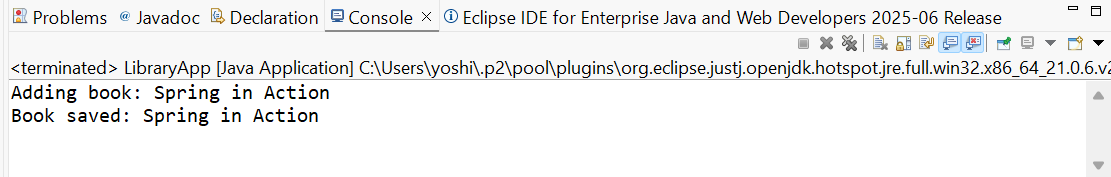 Problems @ Javadoc Declaration Console Eclipse IDE for Enterprise Java and Web Developers 2025-06 Release
<terminated> LibraryApp [Java Application] C:\Users\yoshi\.p2\pool\plugins\org.eclipse.justj.openjdk.hotspot.jre.full.win32.x86_64_21.0.6.v2
Adding book: Spring in Action
Book saved: Spring in Action